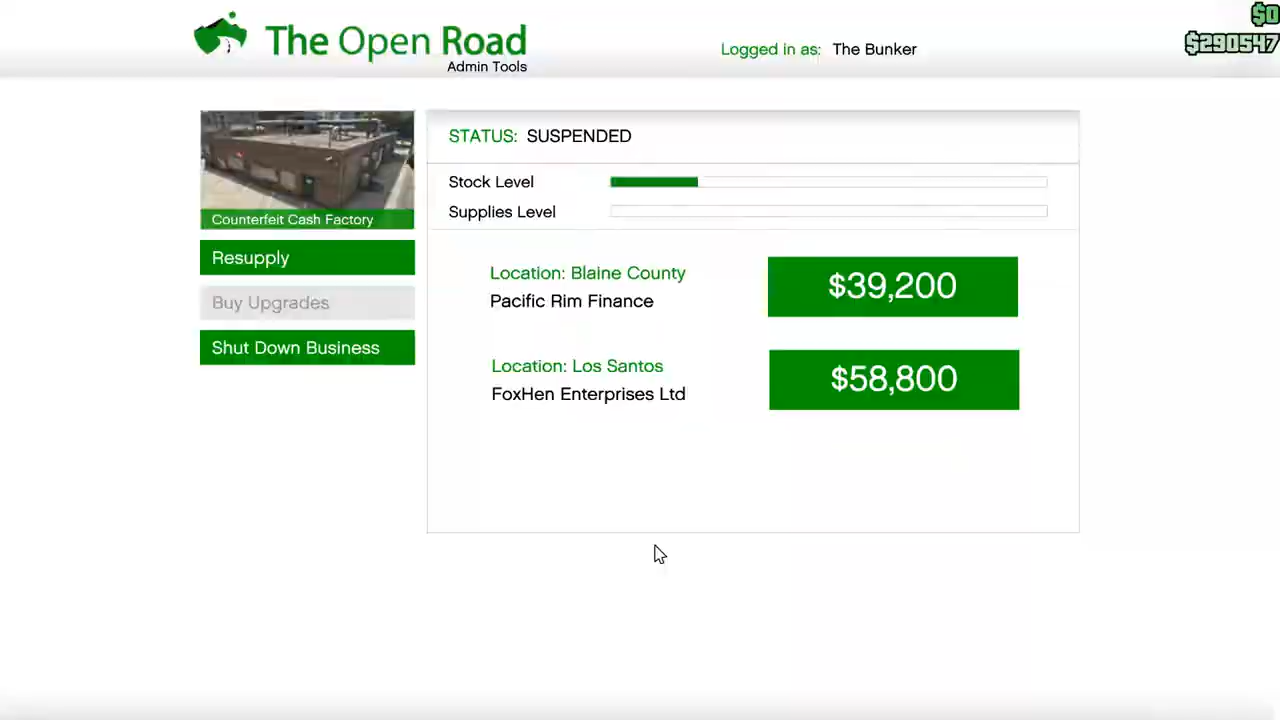 The Open Road
Admin Tools
Logged in as: The Bunker
$0
$290547
Counterfeit Cash Factory
Resupply
Buy Upgrades
Shut Down Business
STATUS: SUSPENDED
Stock Level
Supplies Level
Location: Blaine County
Pacific Rim Finance
$39,200
Location: Los Santos
FoxHen Enterprises Ltd
$58,800